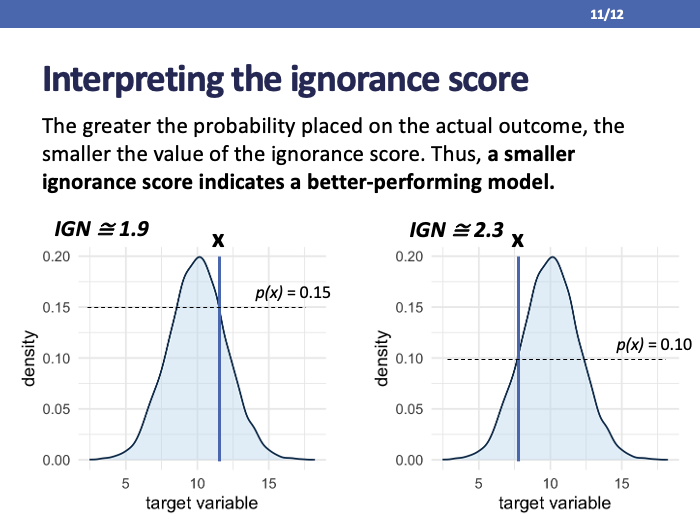 11/12
Interpreting the ignorance score
The greater the probability placed on the actual outcome, the
smaller the value of the ignorance score. Thus, a smaller
ignorance score indicates a better-performing model.
IGN ≅ 1.9
x
0.20
0.15
0.10
0.05
0.00
density
p(x) = 0.15
5
10
15
target variable
IGN ≅ 2.3
x
0.20
0.15
0.10
0.05
0.00
density
p(x) = 0.10
5
10
15
target variable